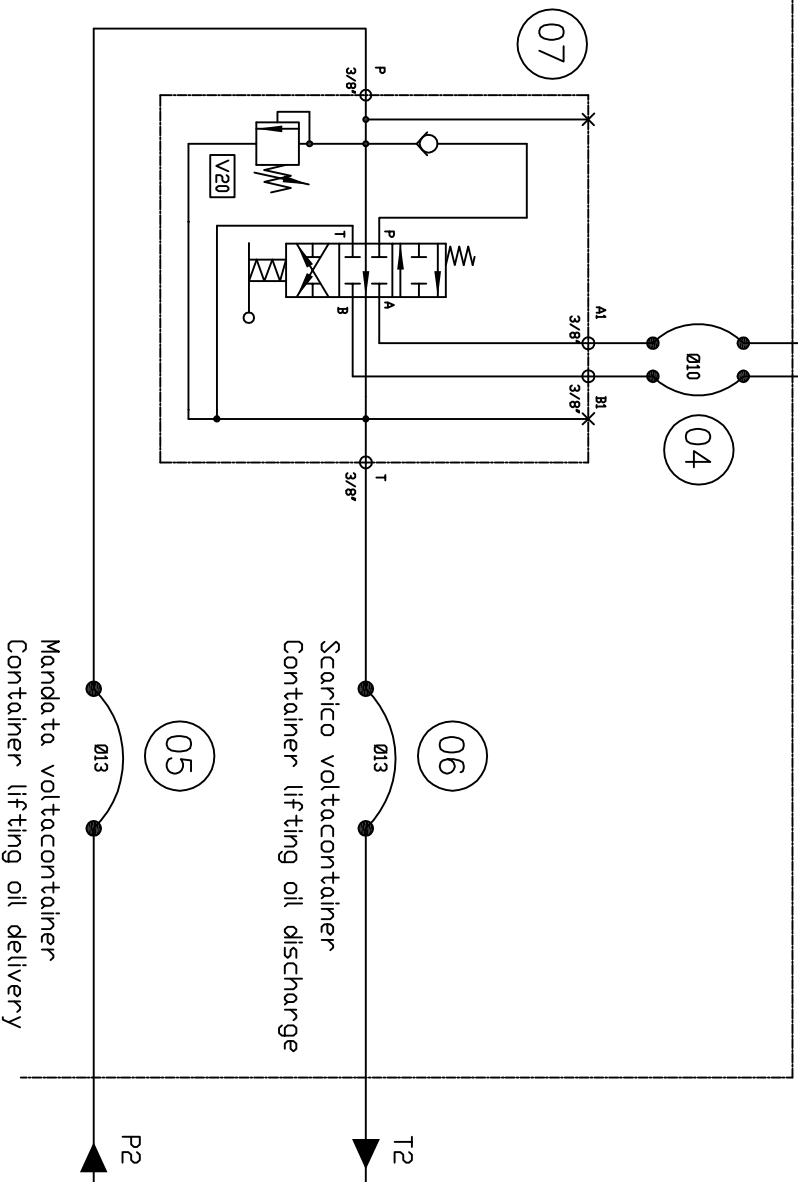 07
P
3/8"
V20
T
P
B
A
A1
3/8"
B1
3/8"
Ø10
04
T
3/8"
Scarico voltacontainer
Container lifting oil discharge
06
Ø13
Mandata voltacontainer
Container lifting oil delivery
05
Ø13
T2
P2